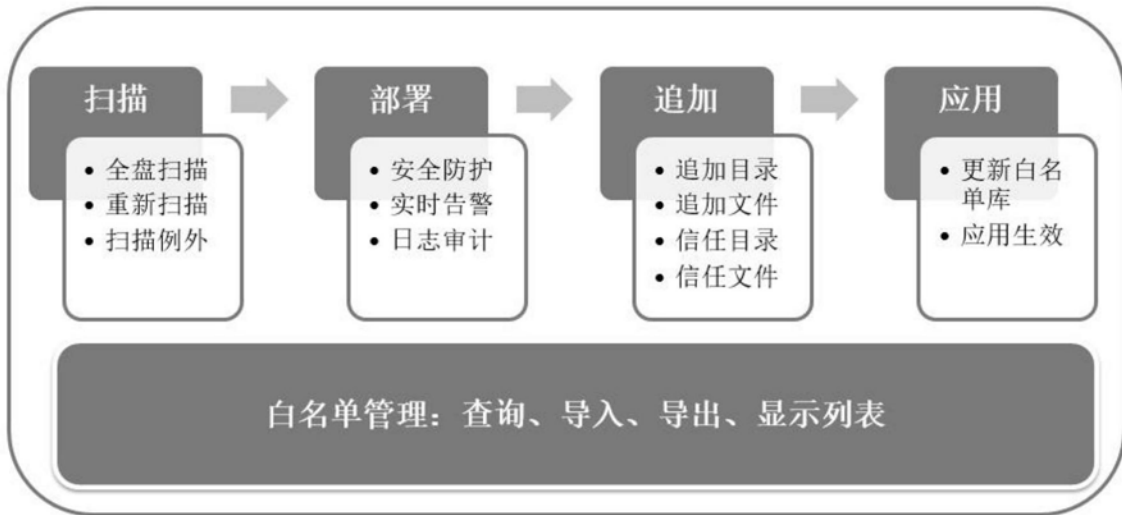 扫描
• 全盘扫描
• 重新扫描
• 扫描例外
部署
• 安全防护
• 实时告警
• 日志审计
追加
• 追加目录
• 追加文件
• 信任目录
• 信任文件
应用
• 更新白名
单库
• 应用生效
白名单管理：查询、导入、导出、显示列表